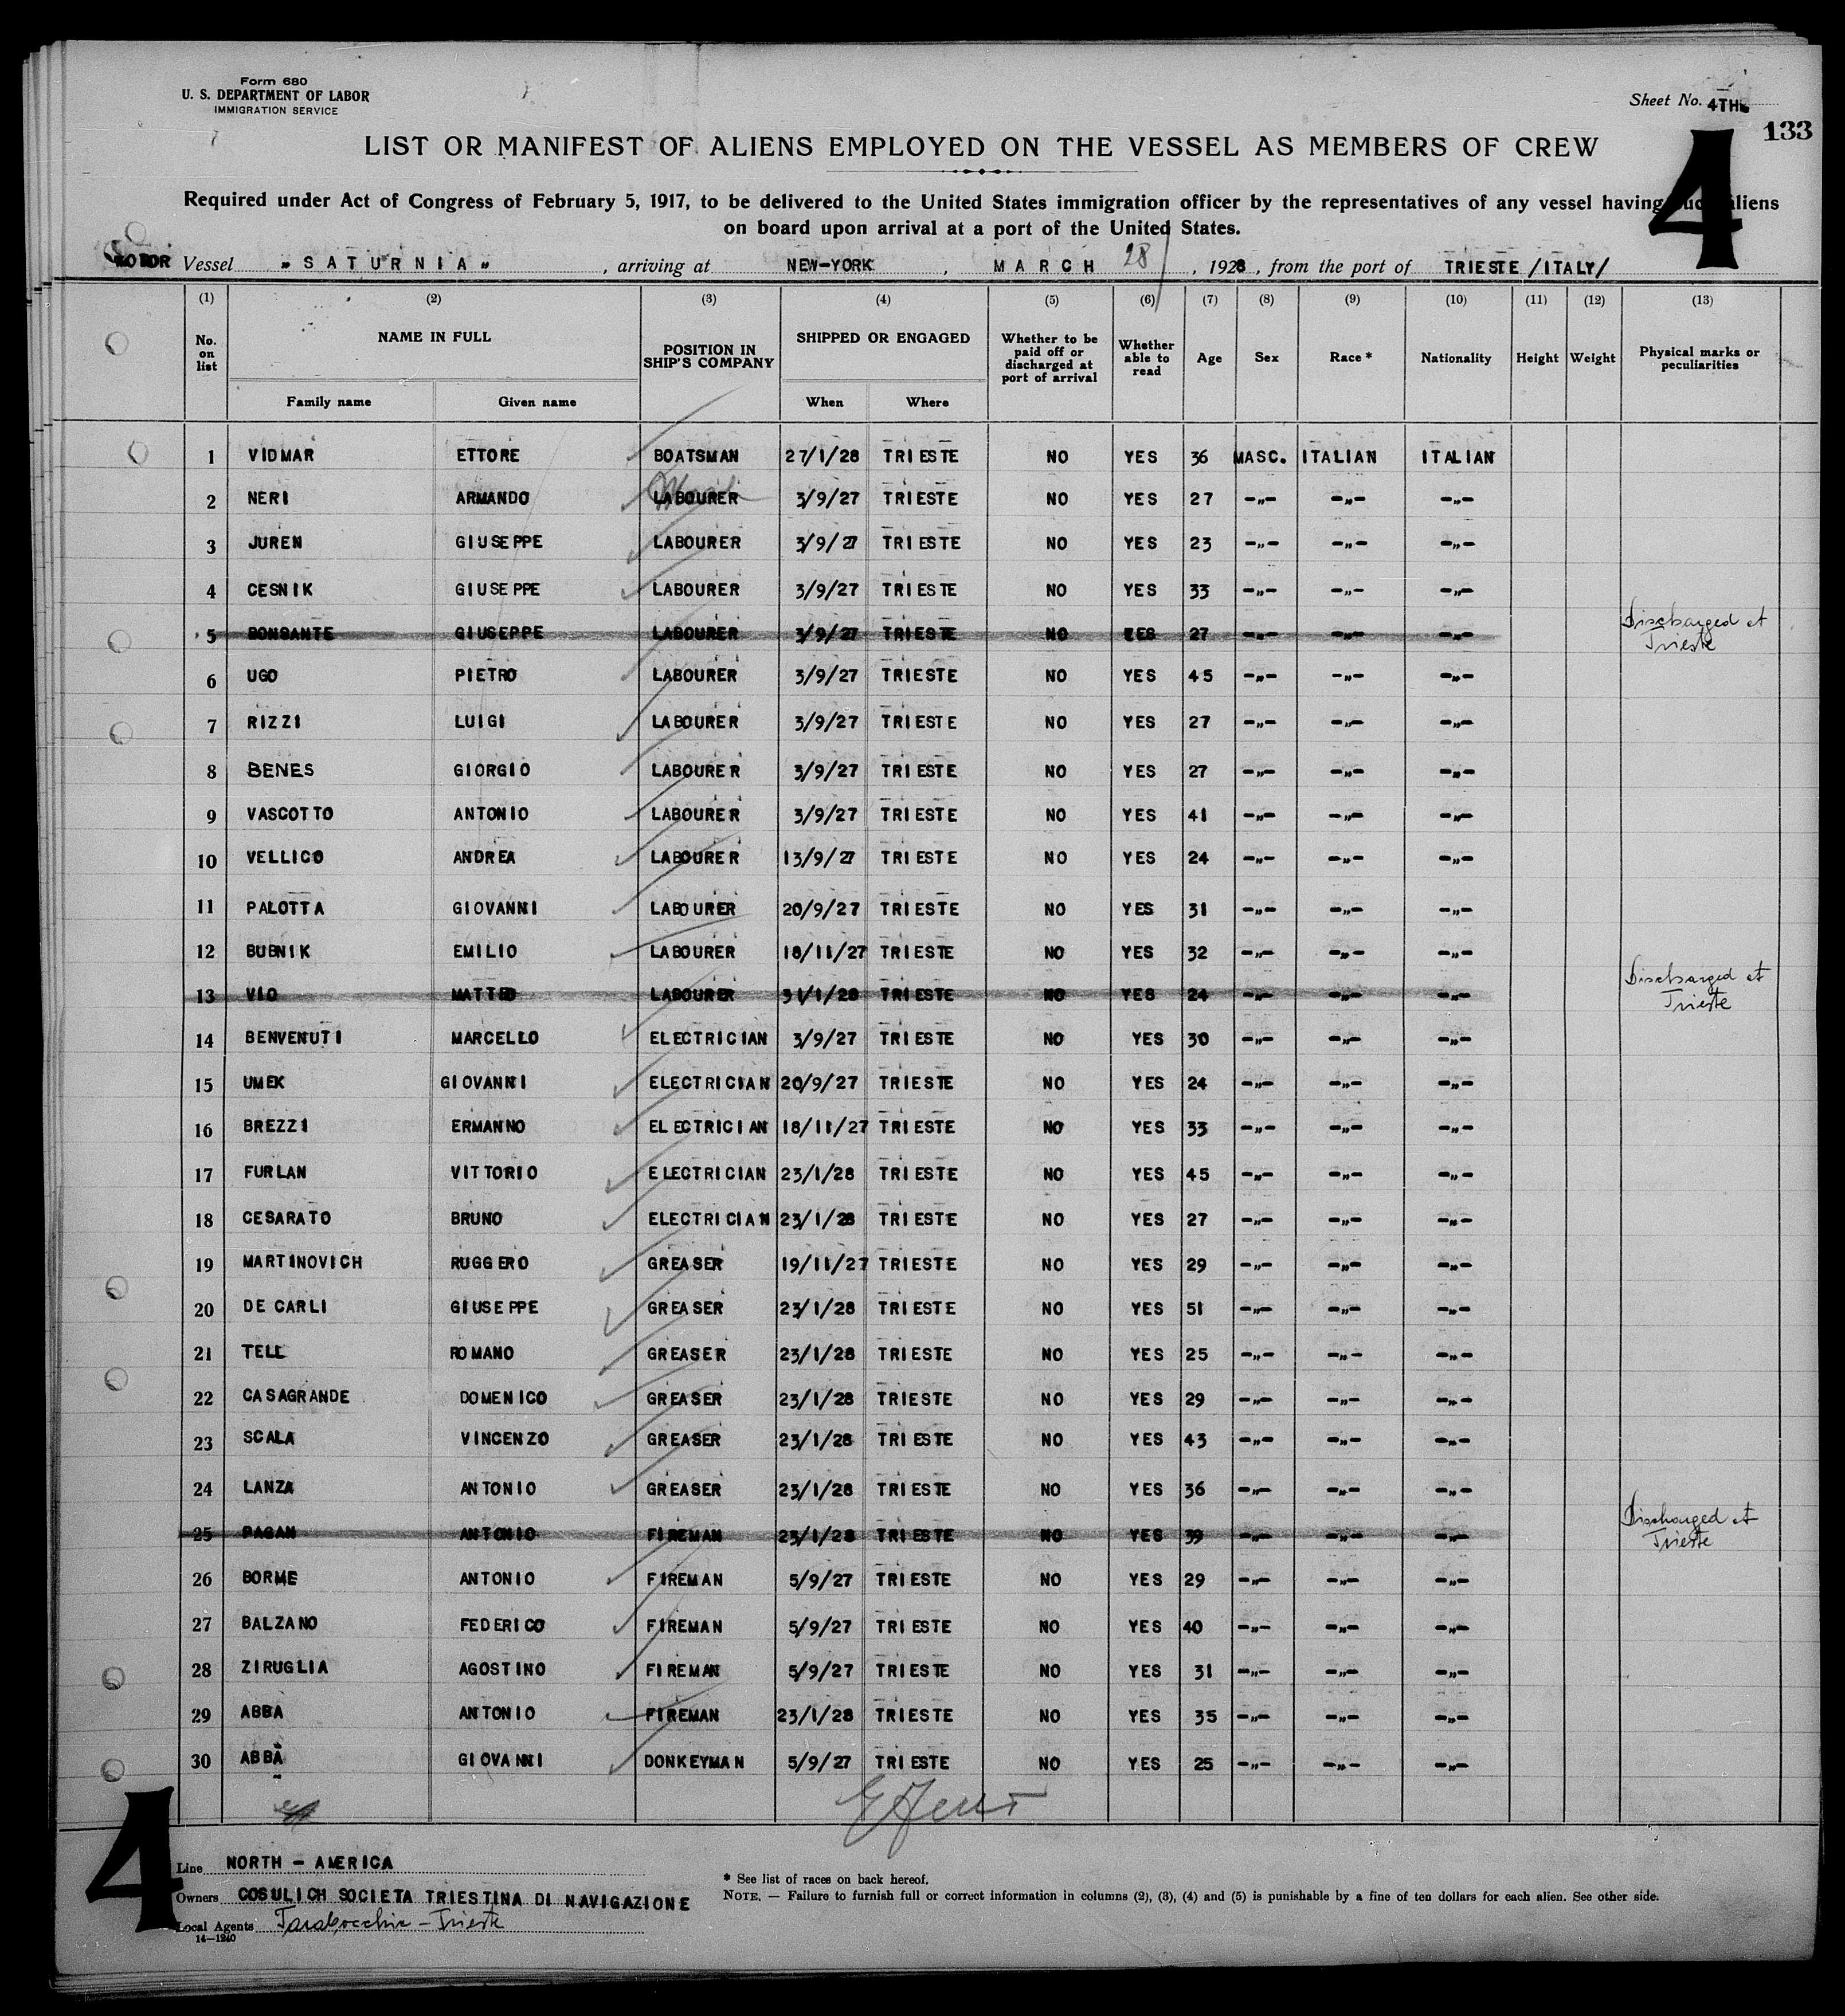 Form 680
U. S. DEPARTMENT OF LABOR
IMMIGRATION SERVICE
Sheet No. 4TH
133
4
LIST OR MANIFEST OF ALIENS EMPLOYED ON THE VESSEL AS MEMBERS OF CREW
Required under Act of Congress of February 5, 1917, to be delivered to the United States immigration officer by the representatives of any vessel having such aliens
on board upon arrival at a port of the United States.
MOTOR Vessel „SATURNIA„ , arriving at NEW-YORK , MARCH 28 , 1928 , from the port of TRIESTE /ITALY/
(1) (2) (3) (4) (5) (6) (7) (8) (9) (10) (11) (12) (13)
No. on list NAME IN FULL POSITION IN SHIP'S COMPANY SHIPPED OR ENGAGED Whether to be paid off or discharged at port of arrival Whether able to read Age Sex Race * Nationality Height Weight Physical marks or peculiarities
Family name Given name When Where
1 VIDMAR ETTORE BOATSMAN 27/1/28 TRIESTE NO YES 36 MASC. ITALIAN ITALIAN
2 NERI ARMANDO LABOURER 3/9/27 TRIESTE NO YES 27 -„- -„- -„-
3 JUREN GIUSEPPE LABOURER 3/9/27 TRIESTE NO YES 23 -„- -„- -„-
4 CESNIK GIUSEPPE LABOURER 3/9/27 TRIESTE NO YES 33 -„- -„- -„-
5 BONSANTE GIUSEPPE LABOURER 3/9/27 TRIESTE NO YES 27 -„- -„- -„- Discharged at Trieste
6 UGO PIETRO LABOURER 3/9/27 TRIESTE NO YES 45 -„- -„- -„-
7 RIZZI LUIGI LABOURER 3/9/27 TRIESTE NO YES 27 -„- -„- -„-
8 BENES GIORGIO LABOURER 3/9/27 TRIESTE NO YES 27 -„- -„- -„-
9 VASCOTTO ANTONIO LABOURER 3/9/27 TRIESTE NO YES 41 -„- -„- -„-
10 VELLICO ANDREA LABOURER 13/9/27 TRIESTE NO YES 24 -„- -„- -„-
11 PALOTTA GIOVANNI LABOURER 20/9/27 TRIESTE NO YES 31 -„- -„- -„-
12 BUBNIK EMILIO LABOURER 18/11/27 TRIESTE NO YES 32 -„- -„- -„-
13 VIO MATTEO LABOURER 31/1/28 TRIESTE NO YES 24 -„- -„- -„- Discharged at Trieste
14 BENVENUTI MARCELLO ELECTRICIAN 3/9/27 TRIESTE NO YES 30 -„- -„- -„-
15 UMEK GIOVANNI ELECTRICIAN 20/9/27 TRIESTE NO YES 24 -„- -„- -„-
16 BREZZI ERMANNO ELECTRICIAN 18/11/27 TRIESTE NO YES 33 -„- -„- -„-
17 FURLAN VITTORIO ELECTRICIAN 23/1/28 TRIESTE NO YES 45 -„- -„- -„-
18 CESARATO BRUNO ELECTRICIAN 23/1/28 TRIESTE NO YES 27 -„- -„- -„-
19 MARTINOVICH RUGGERO GREASER 19/11/27 TRIESTE NO YES 29 -„- -„- -„-
20 DE CARLI GIUSEPPE GREASER 23/1/28 TRIESTE NO YES 51 -„- -„- -„-
21 TELL ROMANO GREASER 23/1/28 TRIESTE NO YES 25 -„- -„- -„-
22 CASAGRANDE DOMENICO GREASER 23/1/28 TRIESTE NO YES 29 -„- -„- -„-
23 SCALA VINCENZO GREASER 23/1/28 TRIESTE NO YES 43 -„- -„- -„-
24 LANZA ANTONIO GREASER 23/1/28 TRIESTE NO YES 36 -„- -„- -„-
25 PAGAN ANTONIO FIREMAN 23/1/28 TRIESTE NO YES 39 -„- -„- -„- Discharged at Trieste
26 BORME ANTONIO FIREMAN 5/9/27 TRIESTE NO YES 29 -„- -„- -„-
27 BALZANO FEDERICO FIREMAN 5/9/27 TRIESTE NO YES 40 -„- -„- -„-
28 ZIRUGLIA AGOSTINO FIREMAN 5/9/27 TRIESTE NO YES 31 -„- -„- -„-
29 ABBA ANTONIO FIREMAN 23/1/28 TRIESTE NO YES 35 -„- -„- -„-
30 ABBA GIOVANNI DONKEYMAN 5/9/27 TRIESTE NO YES 25 -„- -„- -„-
4
Line NORTH - AMERICA
Owners COSULICH SOCIETA TRIESTINA DI NAVIGAZIONE
Local Agents Tarabocchia - Trieste
14—1240
* See list of races on back hereof.
NOTE. — Failure to furnish full or correct information in columns (2), (3), (4) and (5) is punishable by a fine of ten dollars for each alien. See other side.